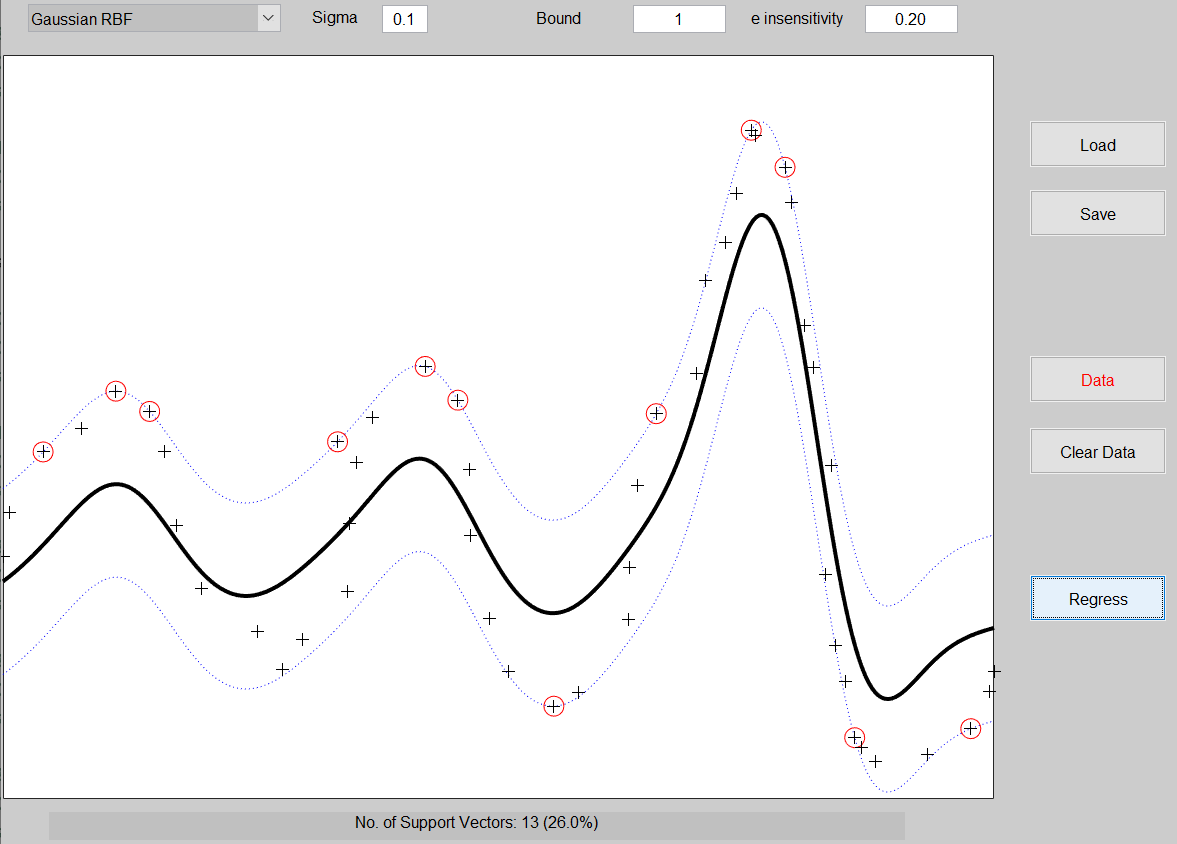 Gaussian RBF Sigma 0.1 Bound 1 e insensitivity 0.20
Load
Save
Data
Clear Data
Regress
No. of Support Vectors: 13 (26.0%)